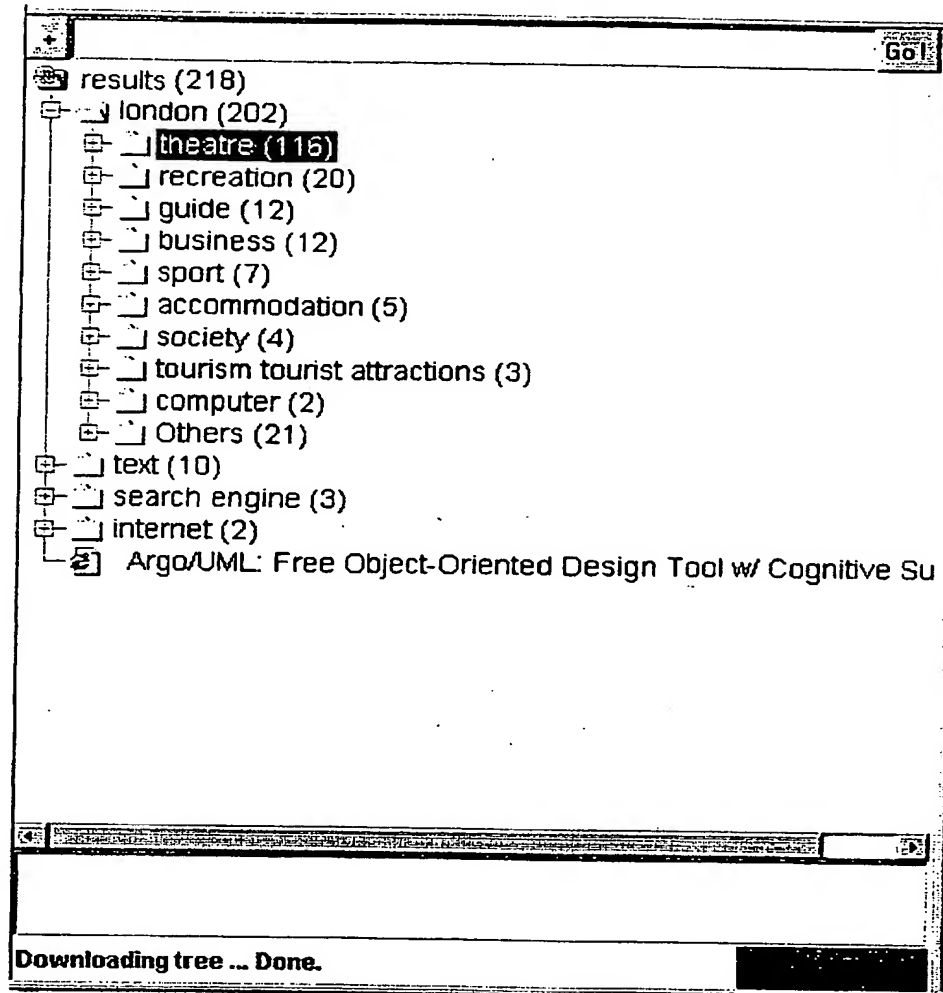 Go!
results (218)
london (202)
theatre (116)
recreation (20)
guide (12)
business (12)
sport (7)
accommodation (5)
society (4)
tourism tourist attractions (3)
computer (2)
Others (21)
text (10)
search engine (3)
internet (2)
Argo/UML: Free Object-Oriented Design Tool w/ Cognitive Su
Downloading tree ... Done.